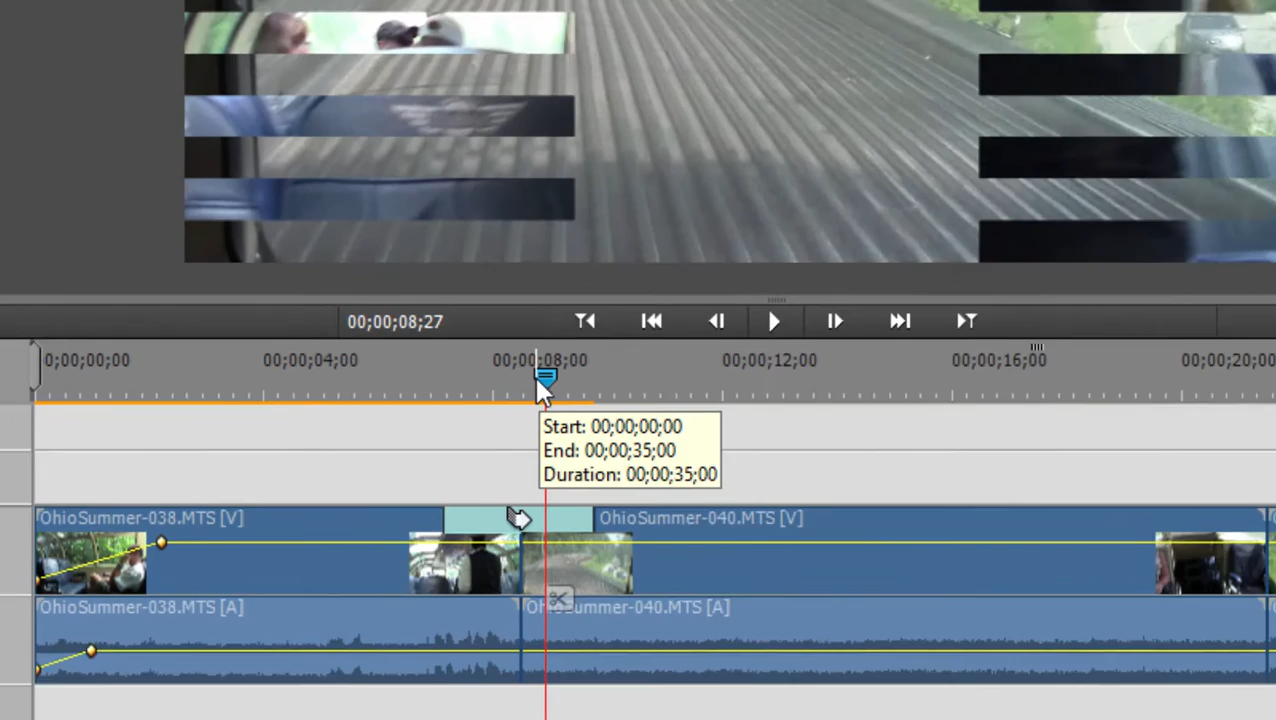 00;00;08;27
0;00;00;00 00;00;04;00 00;00;08;00 00;00;12;00 00;00;16;00 00;00;20;00
Start: 00;00;00;00
End: 00;00;35;00
Duration: 00;00;35;00
OhioSummer-038.MTS [V] OhioSummer-040.MTS [V]
OhioSummer-038.MTS [A] OhioSummer-040.MTS [A]